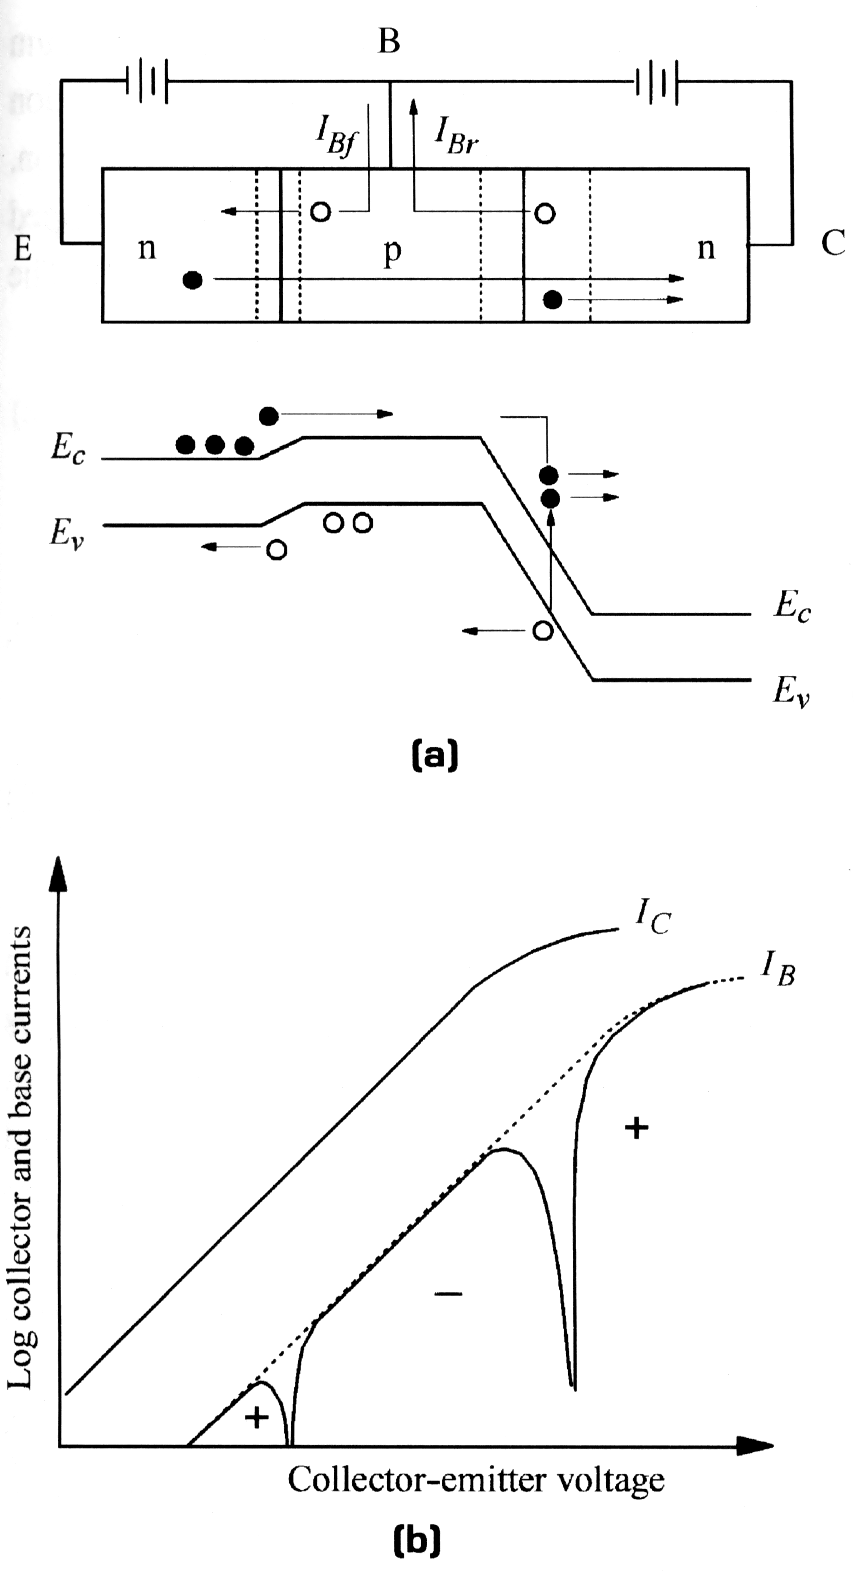 B
I_Bf I_Br
E n p n C
E_c
E_v
E_c
E_v
(a)
Log collector and base currents
I_C
I_B
+
−
+
Collector-emitter voltage
(b)